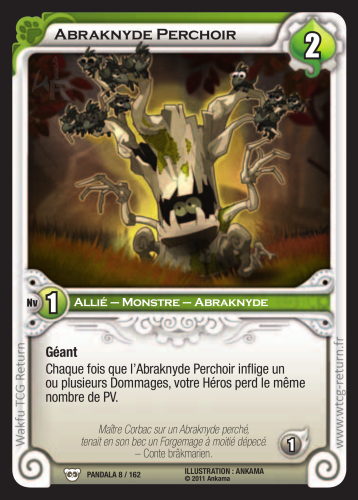 Abraknyde Perchoir
2
Nv 1
Allié – Monstre – Abraknyde
Géant
Chaque fois que l'Abraknyde Perchoir inflige un
ou plusieurs Dommages, votre Héros perd le même
nombre de PV.
Maître Corbac sur un Abraknyde perché,
tenait en son bec un Forgemage à moitié dépecé.
– Conte brâkmarien.
1
PANDALA 8 / 162
ILLUSTRATION : ANKAMA
© 2011 Ankama
Wakfu TCG Return
www.wtcg-return.fr